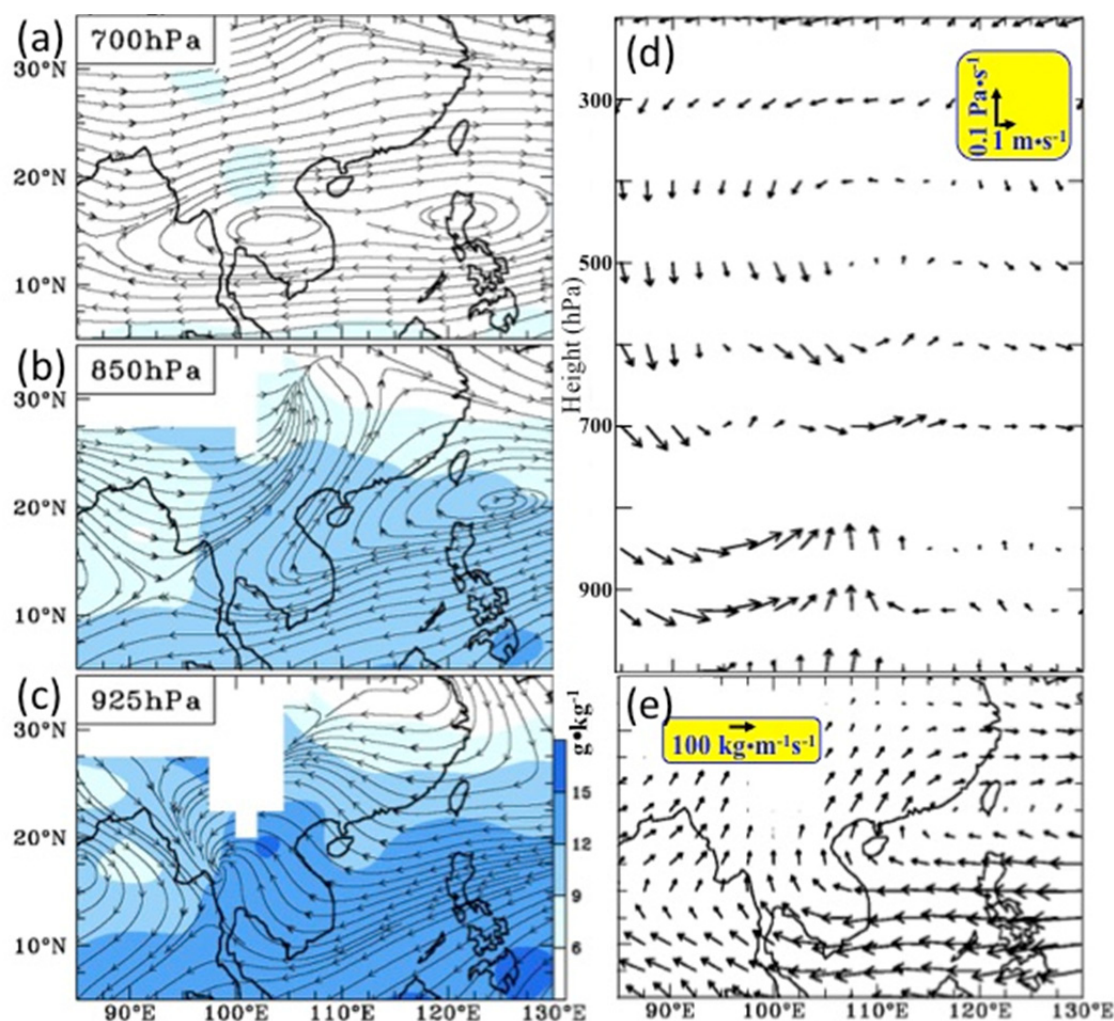 (a)
700hPa
30°N
20°N
10°N
(b)
850hPa
30°N
20°N
10°N
(c)
925hPa
30°N
20°N
10°N
90°E
100°E
110°E
120°E
130°E
g•kg⁻¹
15
12
9
6
(d)
0.1 Pa•s⁻¹
1 m•s⁻¹
Height (hPa)
300
500
700
900
(e)
100 kg•m⁻¹s⁻¹
90°E
100°E
110°E
120°E
130°E